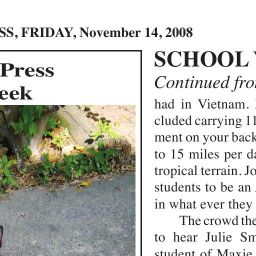 SS, FRIDAY, November 14, 2008
Press
eek
SCHOOL
Continued from
had in Vietnam.
cluded carrying 11
ment on your back
to 15 miles per da
tropical terrain. Jo
students to be an
in what ever they
The crowd the
to hear Julie Sm
student of Maxie